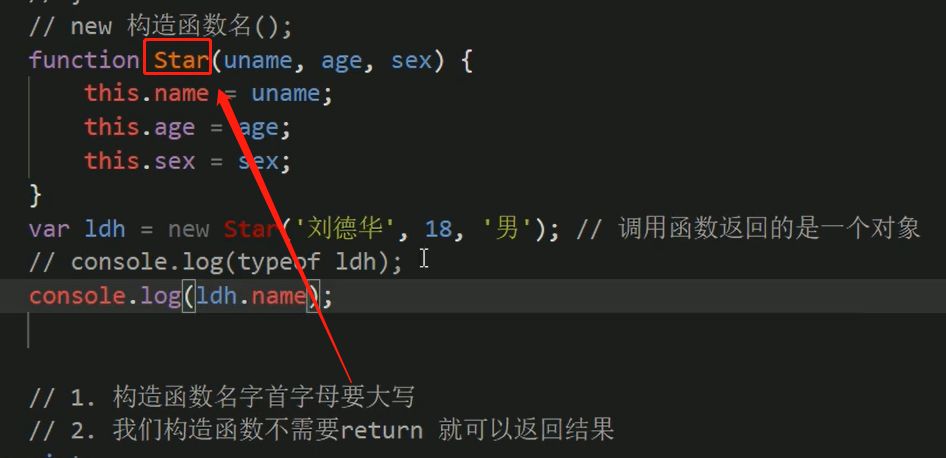 // new 构造函数名();
function Star(uname, age, sex) {
this.name = uname;
this.age = age;
this.sex = sex;
}
var ldh = new Star('刘德华', 18, '男'); // 调用函数返回的是一个对象
// console.log(typeof ldh);
console.log(ldh.name);
// 1. 构造函数名字首字母要大写
// 2. 我们构造函数不需要return 就可以返回结果